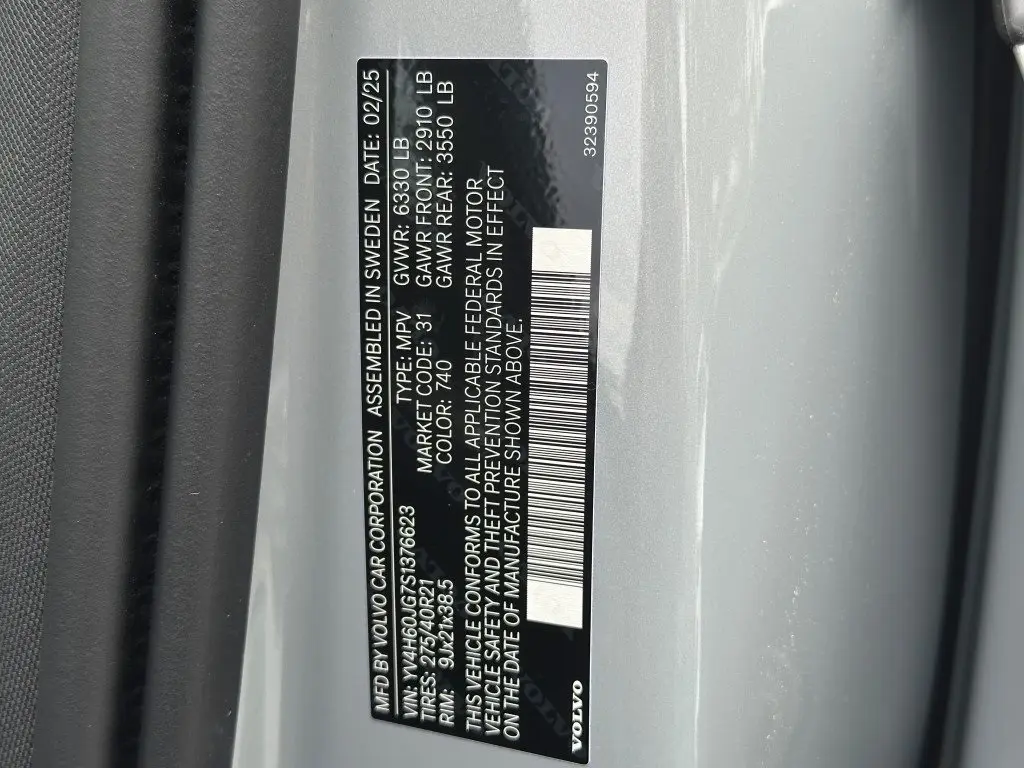 MFD BY VOLVO CAR CORPORATION ASSEMBLED IN SWEDEN DATE: 02/25
VIN: YV4H60JG7S1376623 TYPE: MPV GVWR: 6330 LB
TIRES: 275/40R21 MARKET CODE: 31 GAWR FRONT: 2910 LB
RIM: 9Jx21x38.5 COLOR: 740 GAWR REAR: 3550 LB
THIS VEHICLE CONFORMS TO ALL APPLICABLE FEDERAL MOTOR
VEHICLE SAFETY AND THEFT PREVENTION STANDARDS IN EFFECT
ON THE DATE OF MANUFACTURE SHOWN ABOVE.
VOLVO
32390594